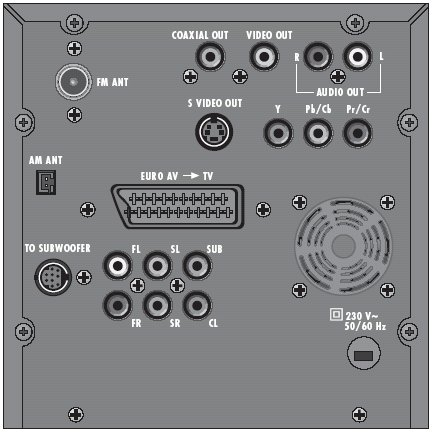 COAXIAL OUT VIDEO OUT
R L
AUDIO OUT
FM ANT
S VIDEO OUT
Y Pb/Cb Pr/Cr
AM ANT
EURO AV → TV
TO SUBWOOFER
FL SL SUB
FR SR CL
230 V~
50/60 Hz